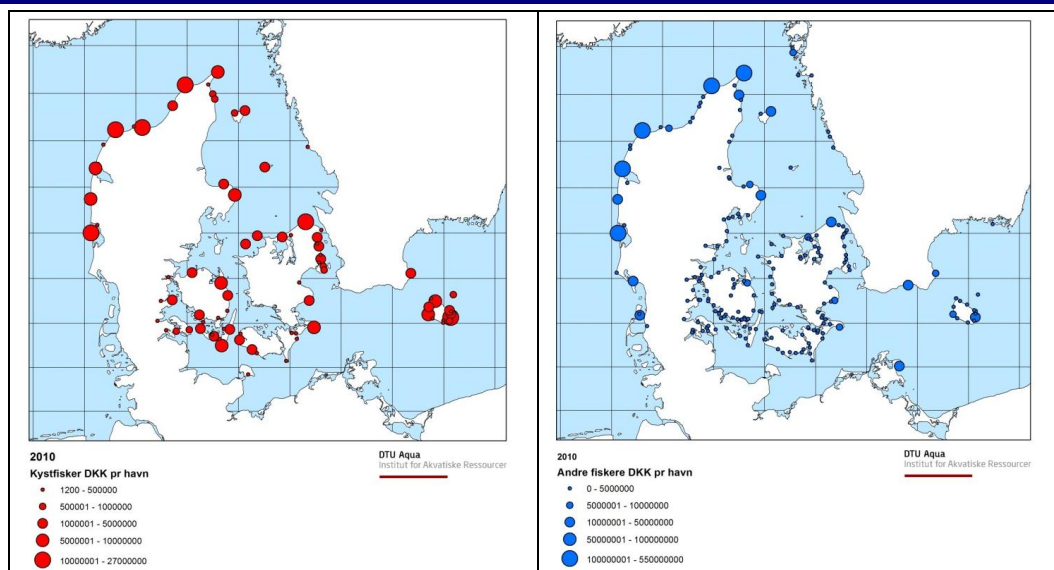 2010
Kystfisker DKK pr havn
1200 - 500000
500001 - 1000000
1000001 - 5000000
5000001 - 10000000
10000001 - 27000000
DTU Aqua
Institut for Akvatiske Ressourcer
2010
Andre fiskere DKK pr havn
0 - 5000000
5000001 - 10000000
10000001 - 50000000
50000001 - 100000000
100000001 - 550000000
DTU Aqua
Institut for Akvatiske Ressourcer